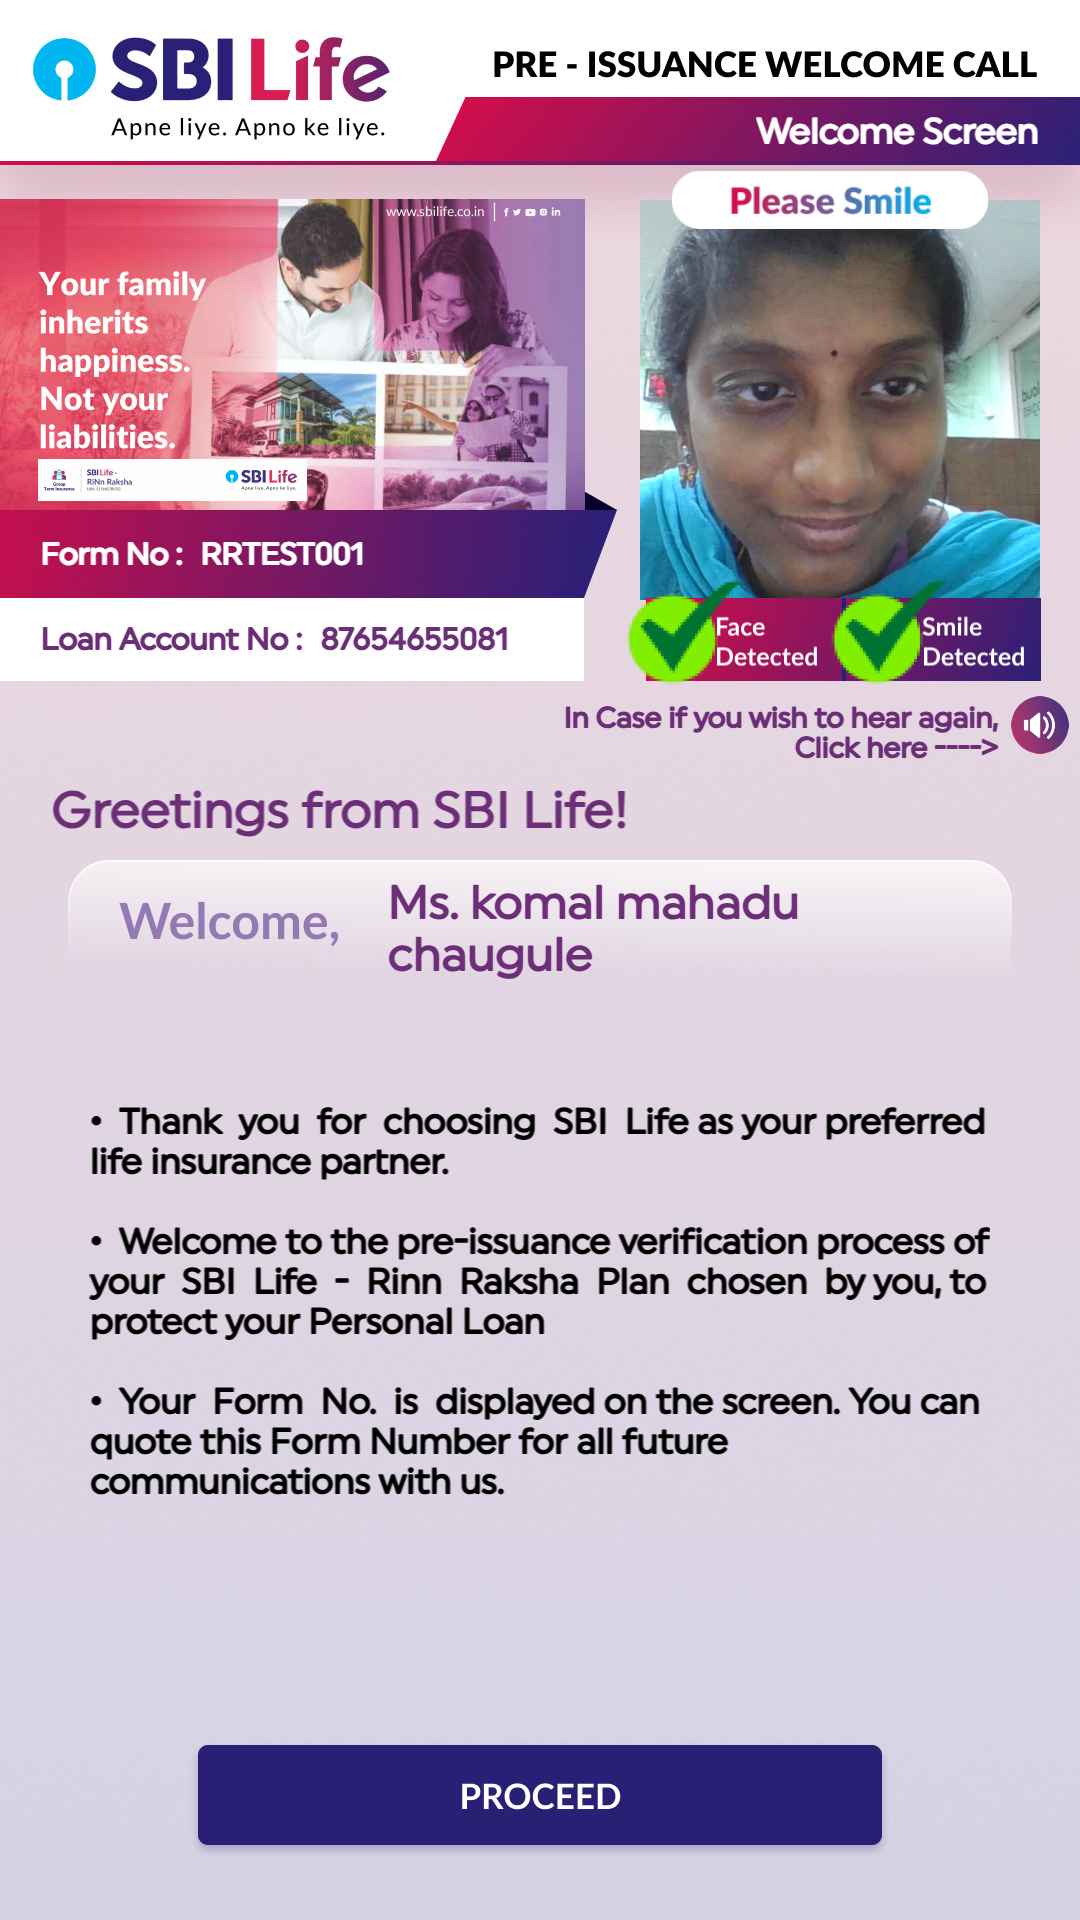 SBI Life
Apne liye. Apno ke liye.
PRE - ISSUANCE WELCOME CALL
Welcome Screen
Please Smile
www.sbilife.co.in
Your family
inherits
happiness.
Not your
liabilities.
Group
Term Insurance
SBI Life -
RiNn Raksha
SBI Life
Apne liye. Apno ke liye.
Form No : RRTEST001
Loan Account No : 87654655081
Face
Detected
Smile
Detected
In Case if you wish to hear again,
Click here ---->
Greetings from SBI Life!
Welcome, Ms. komal mahadu
chaugule
• Thank you for choosing SBI Life as your preferred
life insurance partner.
• Welcome to the pre-issuance verification process of
your SBI Life - Rinn Raksha Plan chosen by you, to
protect your Personal Loan
• Your Form No. is displayed on the screen. You can
quote this Form Number for all future
communications with us.
PROCEED